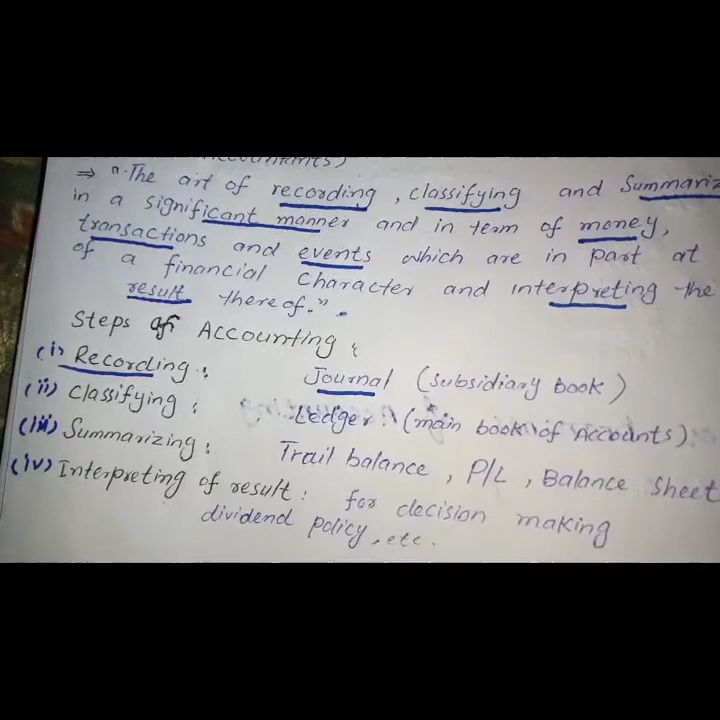 ⇒ "The art of recording, classifying and Summariz
in a significant manner and in term of money,
transactions and events which are in part at
of a financial character and interpreting the
result thereof."
Steps of Accounting:
(i) Recording: Journal (subsidiary book)
(ii) Classifying: Ledger (main book of Accounts)
(iii) Summarizing: Trail balance, P/L, Balance Sheet
(iv) Interpreting of result: for decision making
dividend policy, etc.